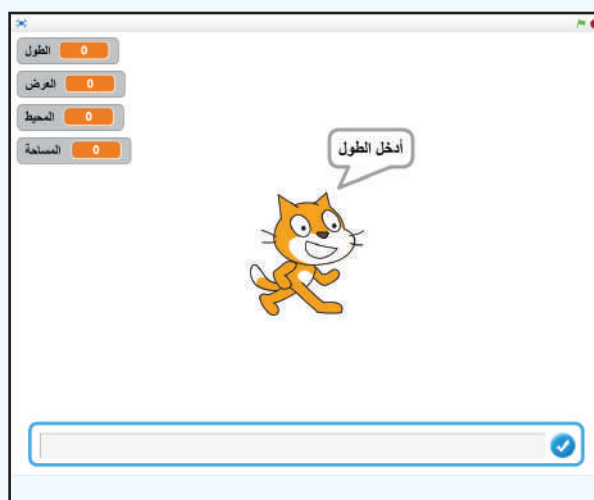 الطول 0
العرض 0
المحيط 0
المساحة 0
أدخل الطول